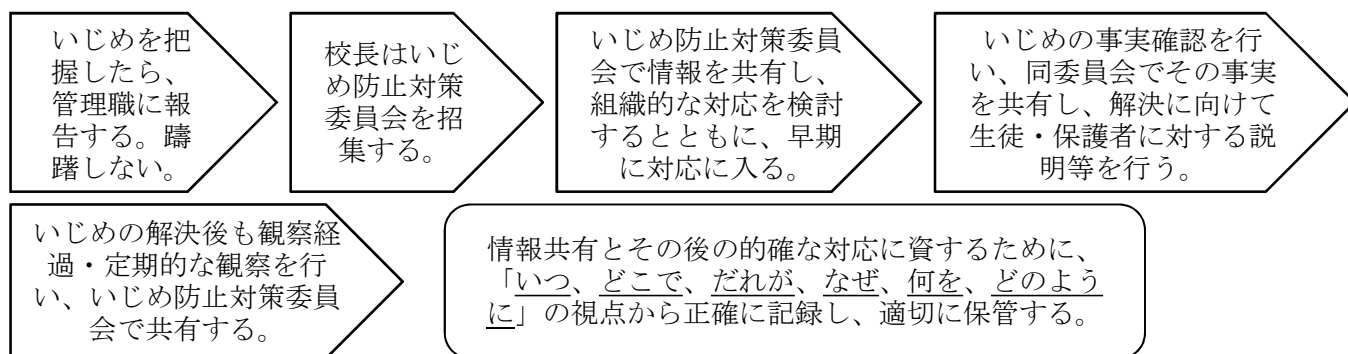 いじめを把
握したら、
管理職に報
告する。躊
躇しない。
校長はいじ
め防止対策
委員会を招
集する。
いじめ防止対策委員
会で情報を共有し、
組織的な対応を検討
するとともに、早期
に対応に入る。
いじめの事実確認を行
い、同委員会でその事実
を共有し、解決に向けて
生徒・保護者に対する説
明等を行う。
いじめの解決後も観察経
過・定期的な観察を行
い、いじめ防止対策委員
会で共有する。
情報共有とその後の的確な対応に資するために、
「いつ、どこで、だれが、なぜ、何を、どのよう
に」の視点から正確に記録し、適切に保管する。